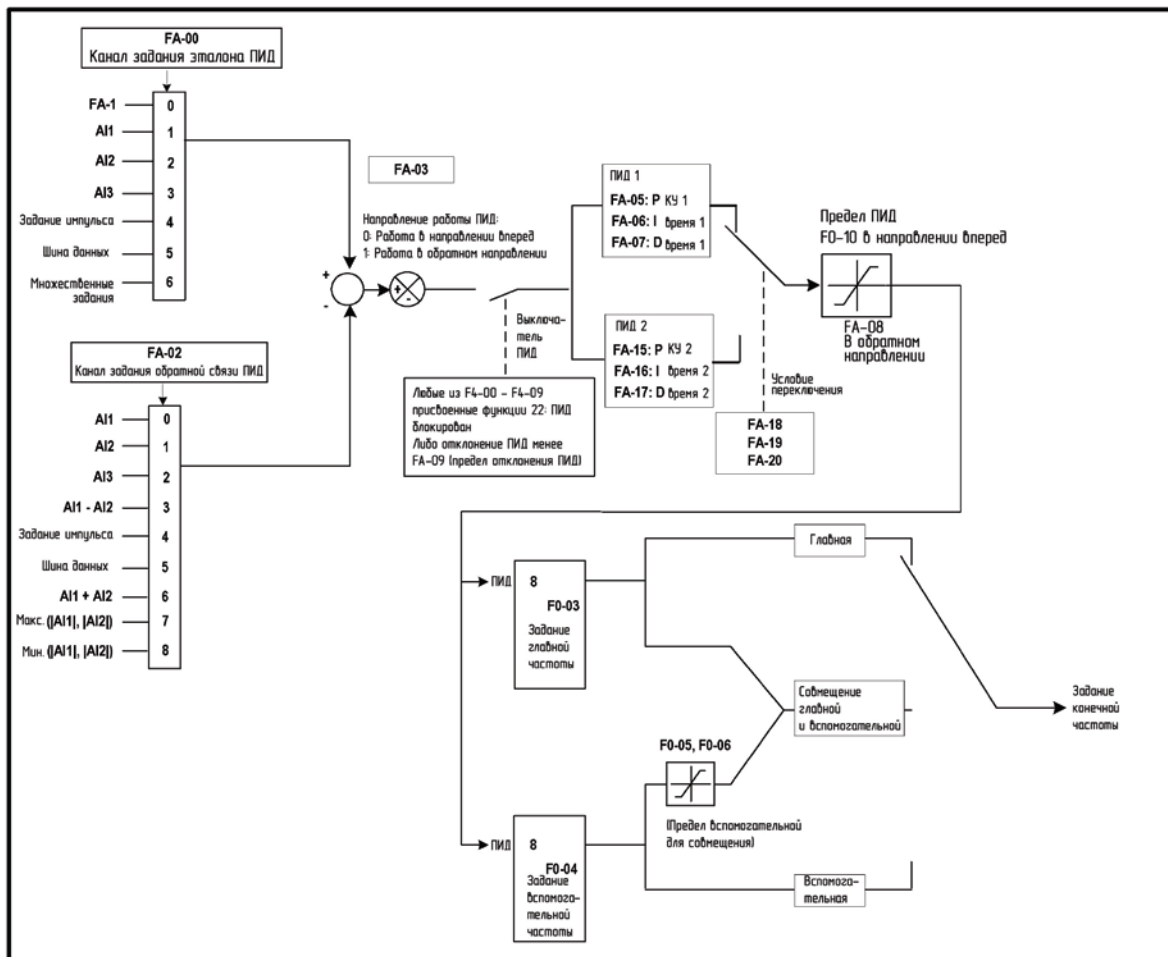 FA-00
Канал задания эталона ПИД
FA-1
0
AI1
1
AI2
2
AI3
3
Задание импульса
4
Шина данных
5
Множественные
задания
6
FA-02
Канал задания обратной связи ПИД
AI1
0
AI2
1
AI3
2
AI1 - AI2
3
Задание импульса
4
Шина данных
5
AI1 + AI2
6
Макс. (|AI1|, |AI2|)
7
Мин. (|AI1|, |AI2|)
8
+
-
FA-03
Направление работы ПИД:
0: Работа в направлении вперед
1: Работа в обратном направлении
+
-
Выключа-
тель
ПИД
Любые из F4-00 - F4-09
присвоенные функции 22: ПИД
блокирован
Либо отклонение ПИД менее
FA-09 (предел отклонения ПИД)
ПИД 1
FA-05: P КУ 1
FA-06: I время 1
FA-07: D время 1
ПИД 2
FA-15: P КУ 2
FA-16: I время 2
FA-17: D время 2
Условие
переключения
FA-18
FA-19
FA-20
Предел ПИД
F0-10 в направлении вперед
FA-08
В обратном
направлении
ПИД
8
F0-03
Задание
главной
частоты
ПИД
8
F0-04
Задание
вспомога-
тельной
частоты
F0-05, F0-06
(Предел вспомогательной
для совмещения)
Главная
Совмещение
главной
и вспомогательной
Вспомога-
тельная
Задание
конечной
частоты